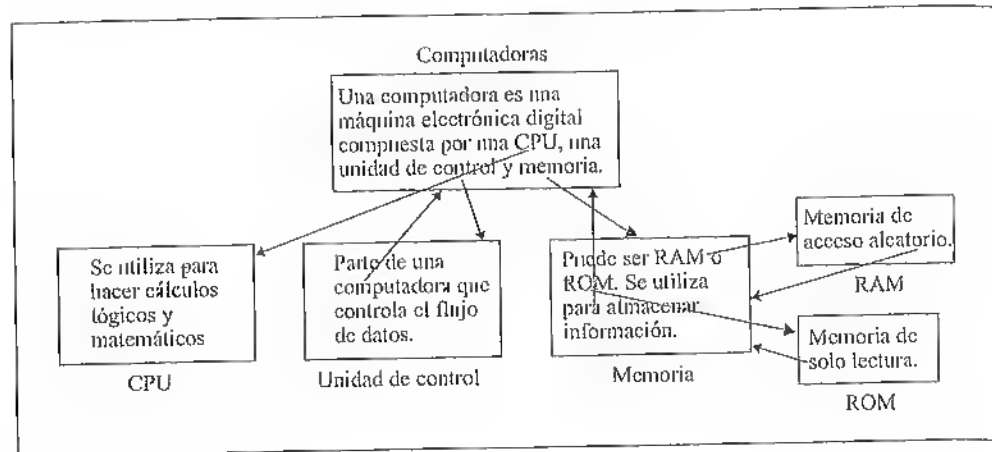 Computadoras
Una computadora es una
máquina electrónica digital
compuesta por una CPU, una
unidad de control y memoria.
Se utiliza para
hacer cálculos
lógicos y
matemáticos
CPU
Parte de una
computadora que
controla el flujo
de datos.
Unidad de control
Puede ser RAM o
ROM. Se utiliza
para almacenar
información.
Memoria
Memoria de
acceso aleatorio.
RAM
Memoria de
solo lectura.
ROM